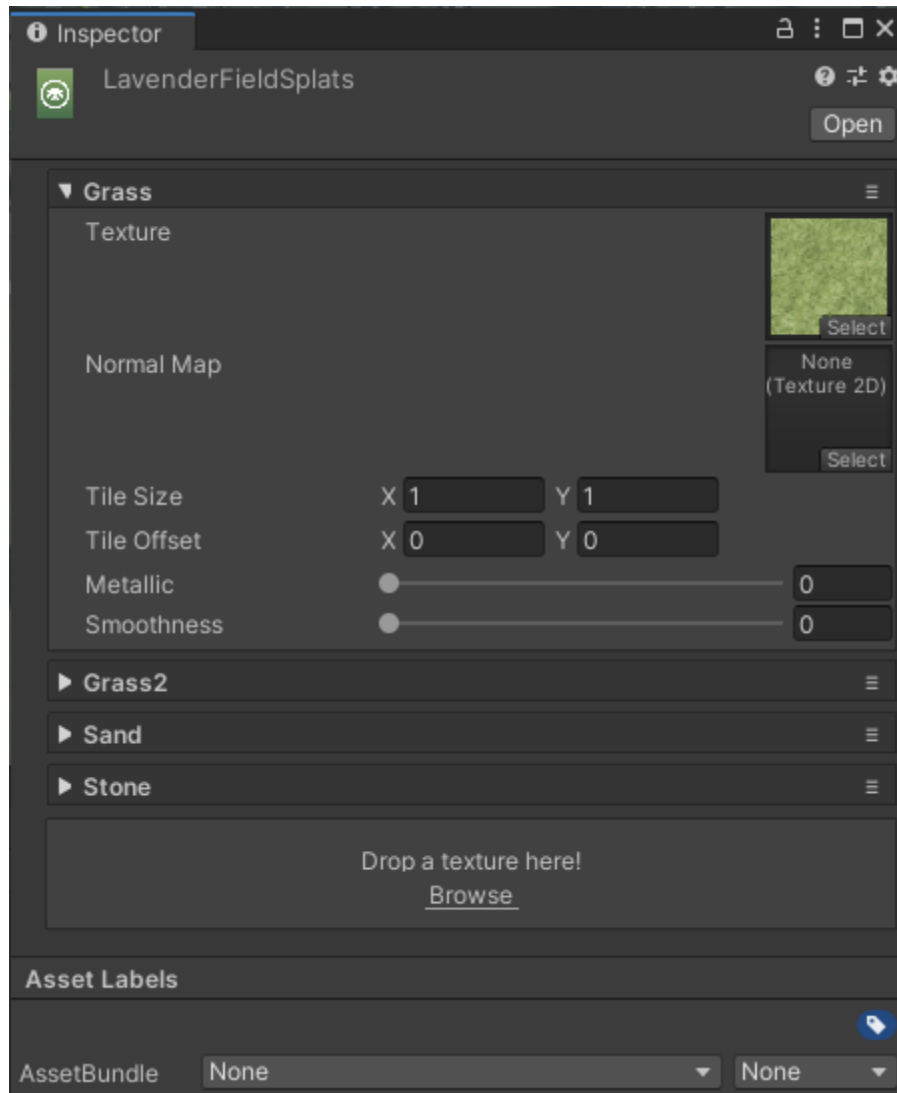 Inspector
LavenderFieldSplats
Open
Grass
Texture
Select
Normal Map
None
(Texture 2D)
Select
Tile Size X 1 Y 1
Tile Offset X 0 Y 0
Metallic 0
Smoothness 0
Grass2
Sand
Stone
Drop a texture here!
Browse
Asset Labels
AssetBundle None None